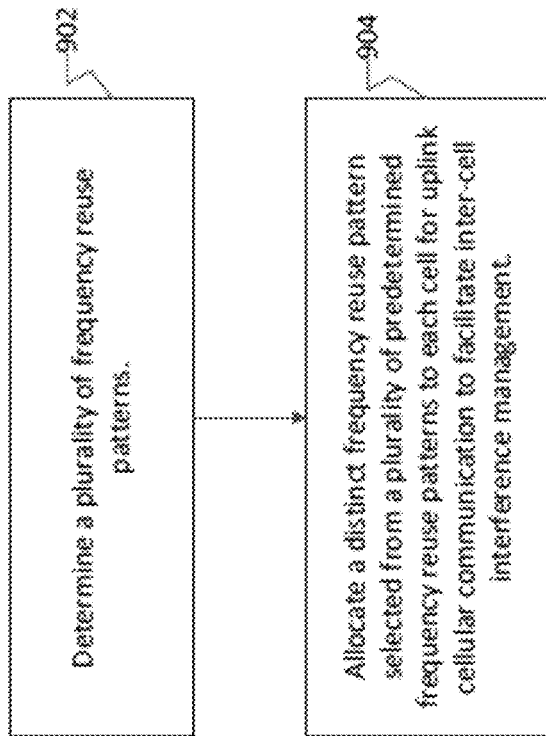 902
Determine a plurality of frequency reuse
patterns.
904
Allocate a distinct frequency reuse pattern
selected from a plurality of predetermined
frequency reuse patterns to each cell for uplink
cellular communication to facilitate inter-cell
interference management.